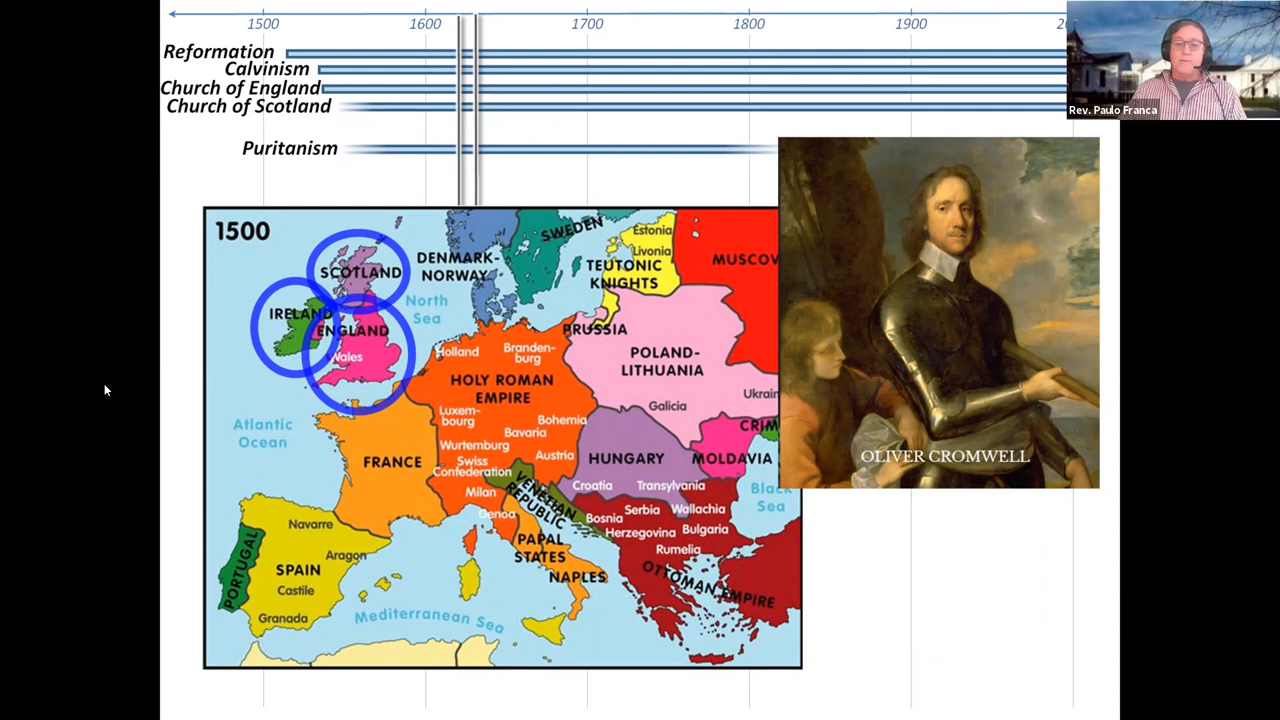 1500 1600 1700 1800 1900
Reformation
Calvinism
Church of England
Church of Scotland
Puritanism
Rev. Paulo Franca
1500
SCOTLAND
IRELAND
ENGLAND
Wales
North
Sea
DENMARK-
NORWAY
SWEDEN
Estonia
Livonia
TEUTONIC
KNIGHTS
MUSCOV
PRUSSIA
POLAND-
LITHUANIA
Holland
Branden-
burg
HOLY ROMAN
EMPIRE
Luxem-
bourg
Bohemia
Bavaria
Wurtemburg
Austria
Swiss
Confederation
Milan
Genoa
Galicia
Ukrain
CRIM
MOLDAVIA
HUNGARY
Croatia
Transylvania
Atlantic
Ocean
FRANCE
VENETIAN
REPUBLIC
Black
Sea
Bosnia
Serbia
Wallachia
Herzegovina
Bulgaria
Rumelia
OTTOMAN EMPIRE
PAPAL
STATES
NAPLES
Navarre
Aragon
SPAIN
Castile
Granada
PORTUGAL
Mediterranean Sea
OLIVER CROMWELL